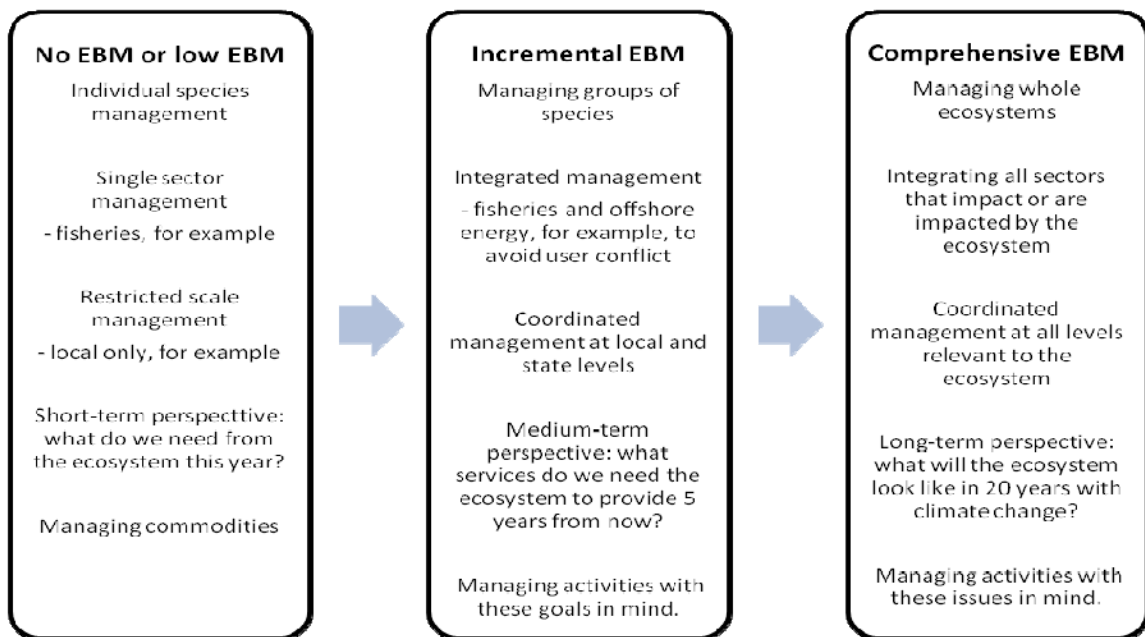 No EBM or low EBM
Individual species
management
Single sector
management
- fisheries, for example
Restricted scale
management
- local only, for example
Short-term perspecttive:
what do we need from
the ecosystem this year?
Managing commodities
Incremental EBM
Managing groups of
species
Integrated management
- fisheries and offshore
energy, for example, to
avoid user conflict
Coordinated
management at local and
state levels
Medium-term
perspective: what
services do we need the
ecosystem to provide 5
years from now?
Managing activities with
these goals in mind.
Comprehensive EBM
Managing whole
ecosystems
Integrating all sectors
that impact or are
impacted by the
ecosystem
Coordinated
management at all levels
relevant to the
ecosystem
Long-term perspective:
what will the ecosystem
look like in 20 years with
climate change?
Managing activities with
these issues in mind.